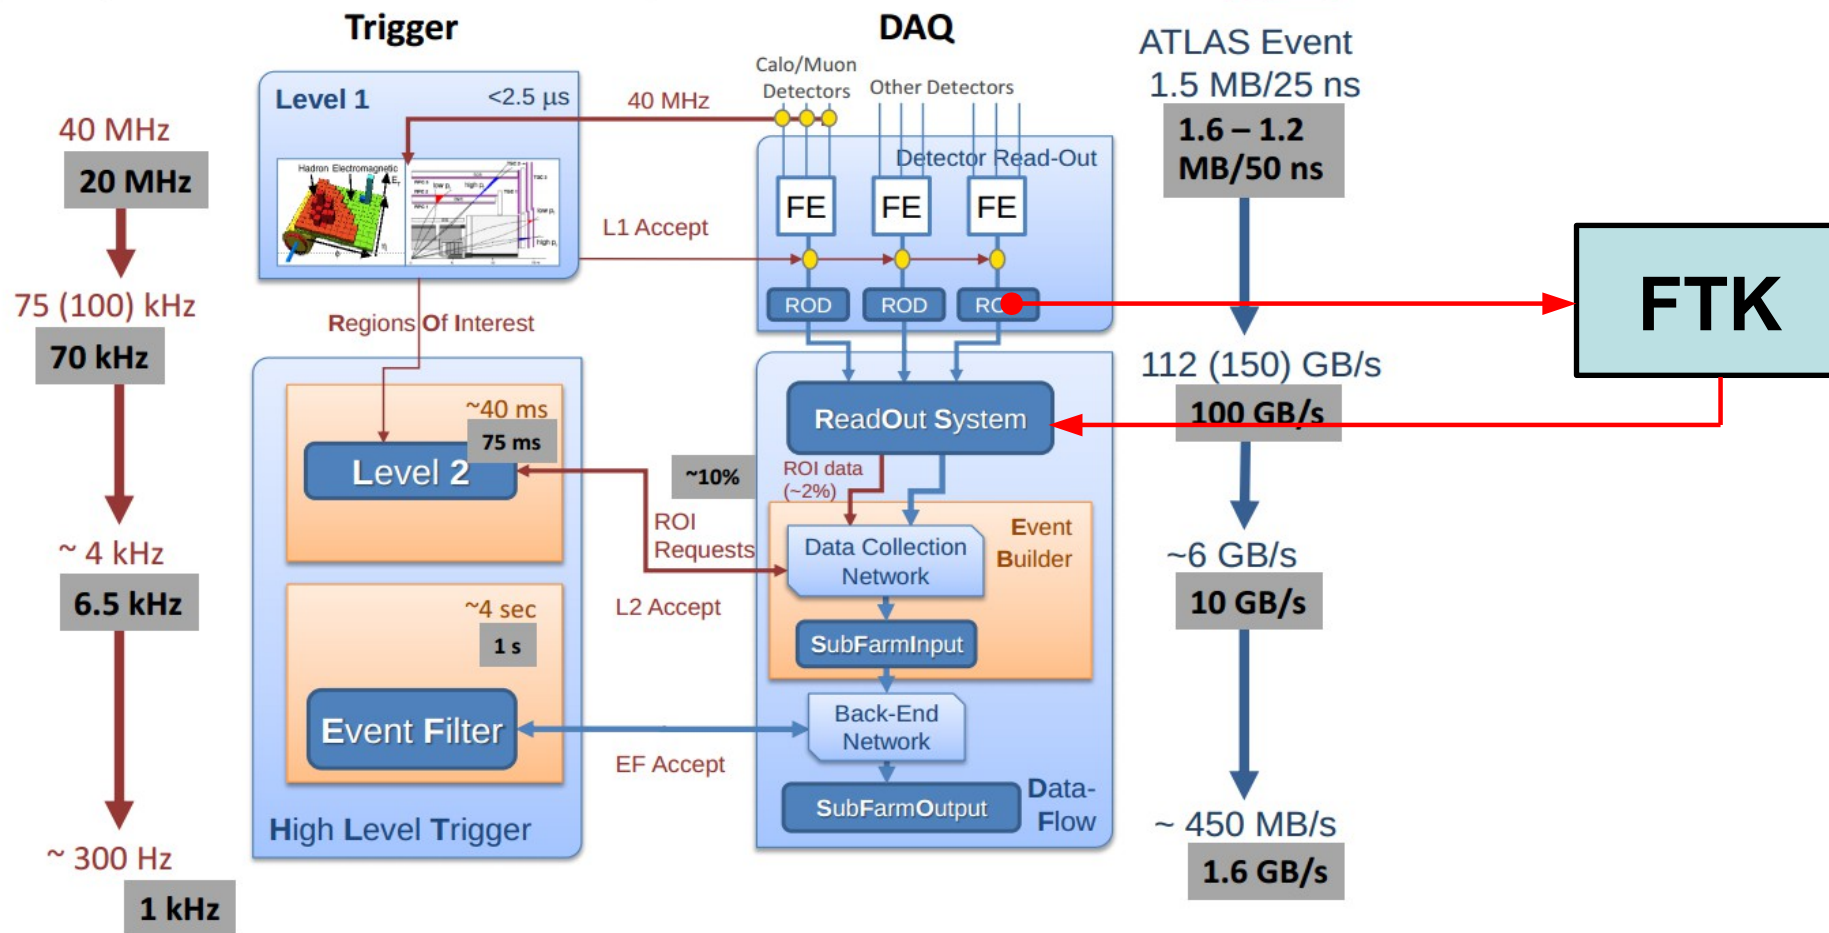 Trigger
DAQ
ATLAS Event
1.5 MB/25 ns
1.6 – 1.2
MB/50 ns
40 MHz
20 MHz
75 (100) kHz
70 kHz
~ 4 kHz
6.5 kHz
~ 300 Hz
1 kHz
Level 1
<2.5 μs
Hadron Electromagnetic
low p
high p
40 MHz
L1 Accept
Regions Of Interest
~40 ms
75 ms
Level 2
~4 sec
1 s
Event Filter
High Level Trigger
ROI
Requests
L2 Accept
EF Accept
Calo/Muon
Detectors
Other Detectors
Detector Read-Out
FE
FE
FE
ROD
ROD
ReadOut System
~10%
ROI data
(~2%)
Event
Builder
Data Collection
Network
SubFarmInput
Back-End
Network
SubFarmOutput
Data-
Flow
112 (150) GB/s
100 GB/s
~6 GB/s
10 GB/s
~ 450 MB/s
1.6 GB/s
FTK